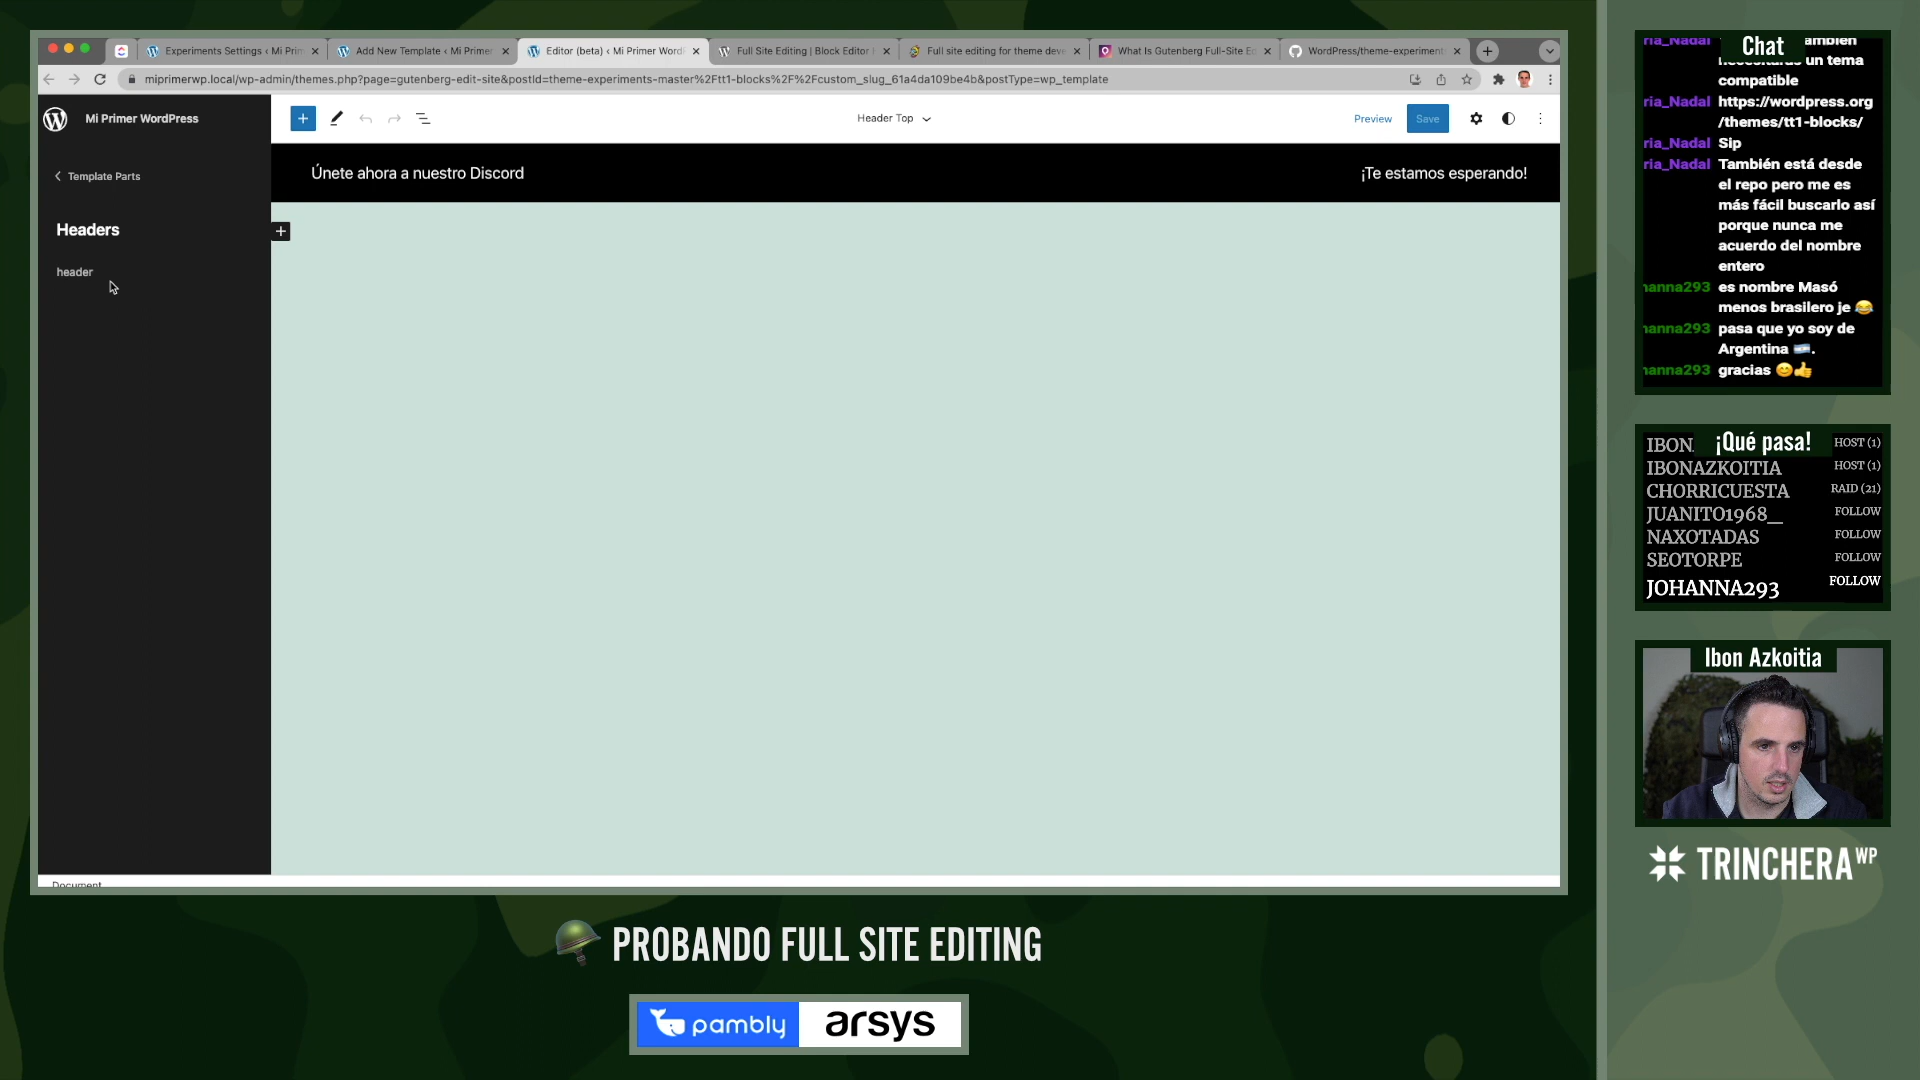 Experiments Settings ‹ Mi Prim
Add New Template ‹ Mi Primer
Editor (beta) ‹ Mi Primer Word
Full Site Editing | Block Editor
Full site editing for theme deve
What Is Gutenberg Full-Site Ed
WordPress/theme-experiment
miprimerwp.local/wp-admin/themes.php?page=gutenberg-edit-site&postId=theme-experiments-master%2Ftt1-blocks%2F%2Fcustom_slug_61a4da109be4b&postType=wp_template
Mi Primer WordPress
Header Top
Preview
Save
Template Parts
Headers
header
Únete ahora a nuestro Discord
¡Te estamos esperando!
Document
Chat
ria_Nadal
un tema
compatible
ria_Nadal https://wordpress.org
/themes/tt1-blocks/
ria_Nadal Sip
ria_Nadal También está desde
el repo pero me es
más fácil buscarlo así
porque nunca me
acuerdo del nombre
entero
hanna293 es nombre Masó
menos brasilero je 😂
hanna293 pasa que yo soy de
Argentina 🇦🇷.
hanna293 gracias 😊👍
¡Qué pasa!
IBON HOST (1)
IBONAZKOITIA HOST (1)
CHORRICUESTA RAID (21)
JUANITO1968_ FOLLOW
NAXOTADAS FOLLOW
SEOTORPE FOLLOW
JOHANNA293 FOLLOW
Ibon Azkoitia
TRINCHERA WP
PROBANDO FULL SITE EDITING
pambly
arsys